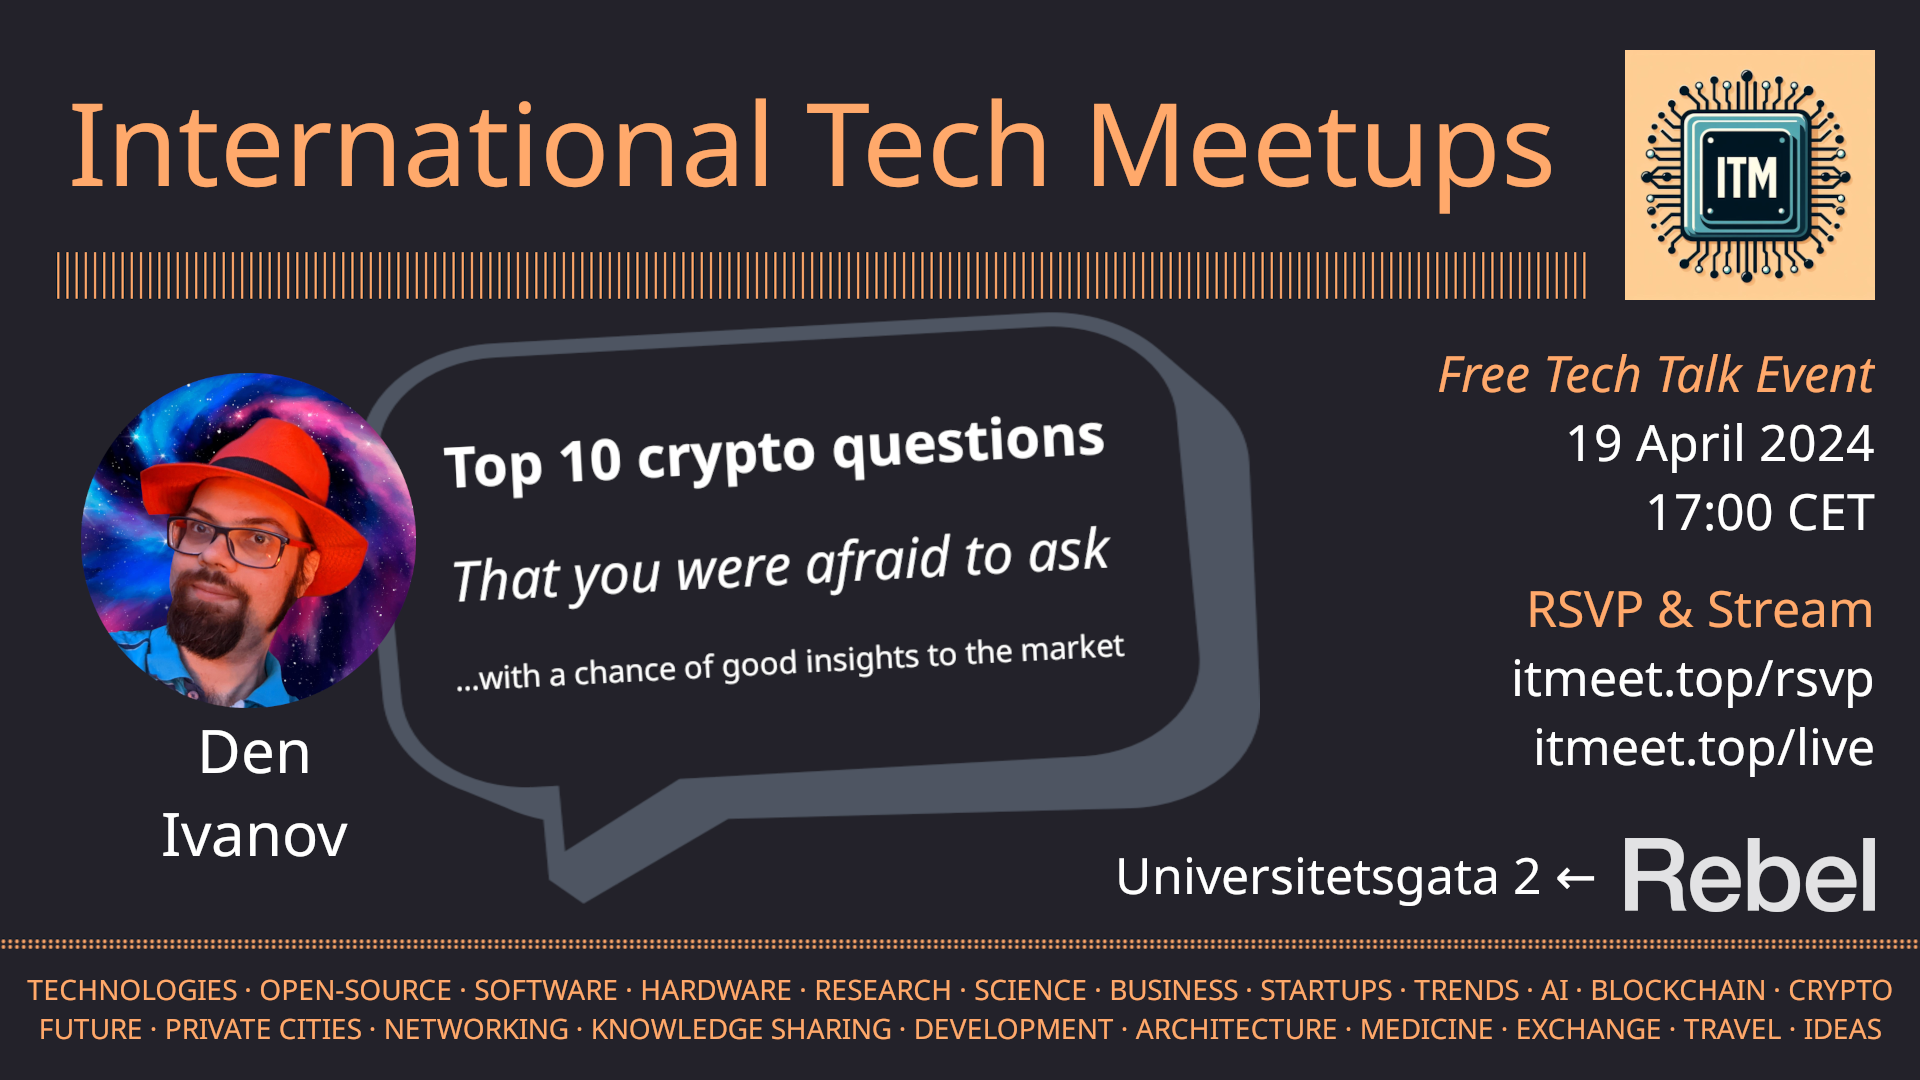 International Tech Meetups
ITM
Free Tech Talk Event
19 April 2024
17:00 CET
RSVP & Stream
itmeet.top/rsvp
itmeet.top/live
Top 10 crypto questions
That you were afraid to ask
...with a chance of good insights to the market
Den
Ivanov
Universitetsgata 2 ← Rebel
TECHNOLOGIES · OPEN-SOURCE · SOFTWARE · HARDWARE · RESEARCH · SCIENCE · BUSINESS · STARTUPS · TRENDS · AI · BLOCKCHAIN · CRYPTO
FUTURE · PRIVATE CITIES · NETWORKING · KNOWLEDGE SHARING · DEVELOPMENT · ARCHITECTURE · MEDICINE · EXCHANGE · TRAVEL · IDEAS